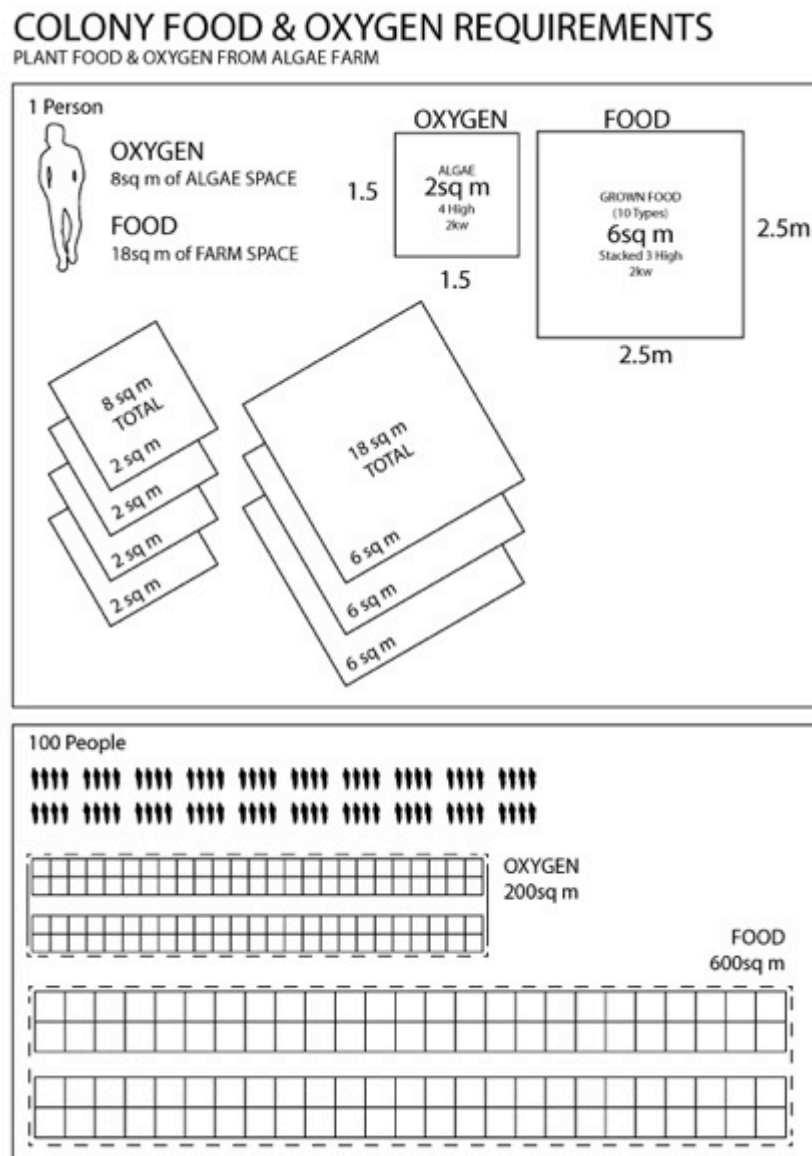 COLONY FOOD & OXYGEN REQUIREMENTS
PLANT FOOD & OXYGEN FROM ALGAE FARM
1 Person
OXYGEN
8sq m of ALGAE SPACE
FOOD
18sq m of FARM SPACE
OXYGEN
ALGAE
2sq m
4 High
2kw
1.5
1.5
FOOD
GROWN FOOD
(10 Types)
6sq m
Stacked 3 High
2kw
2.5m
2.5m
8 sq m
TOTAL
2 sq m
2 sq m
2 sq m
2 sq m
18 sq m
TOTAL
6 sq m
6 sq m
6 sq m
100 People
OXYGEN
200sq m
FOOD
600sq m